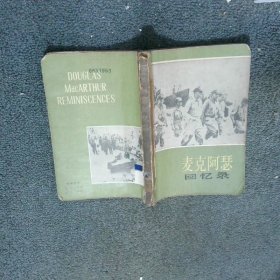 DOUGLAS
MACARTHUR
REMINISCENCES
麦克阿瑟
回忆录